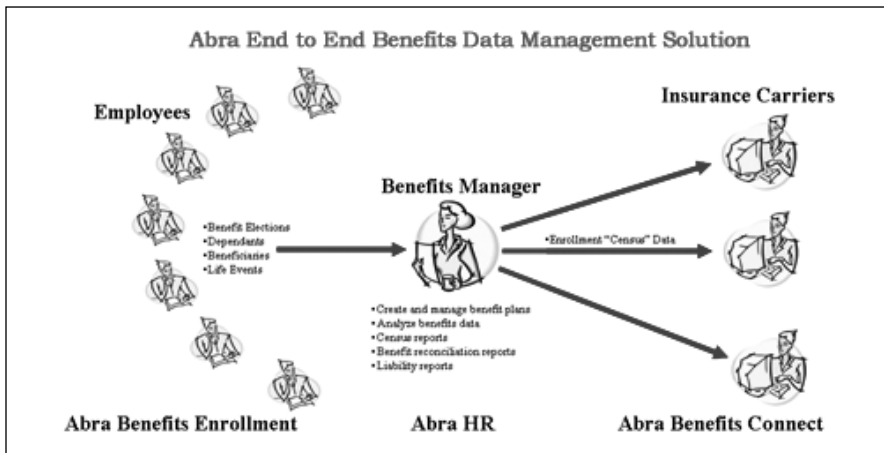 Abra End to End Benefits Data Management Solution
Employees
Insurance Carriers
Benefits Manager
•Benefit Elections
•Dependants
•Beneficiaries
•Life Events
•Enrollment "Census" Data
•Create and manage benefit plans
•Analyze benefits data
•Census reports
•Benefit reconciliation reports
•Liability reports
Abra Benefits Enrollment
Abra HR
Abra Benefits Connect